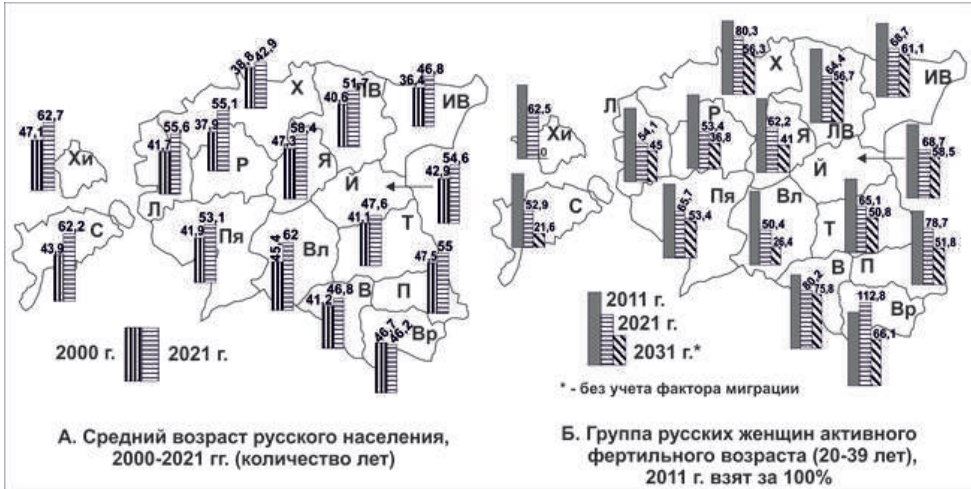 38,8 42,9
Х
40,6 51,7
ЛВ
36,4 46,8
ИВ
47,1 62,7
Хи
41,7 55,6
37,9 55,1
Р
47,3 58,4
Я
Й
42,9 54,6
С
43,9 62,2
Л
41,9 53,1
Пя
45,4 62
Вл
41,1 47,6
Т
47,5 55
41,2 46,8
В
П
46,7 46,2
Вр
2000 г. 2021 г.
А. Средний возраст русского населения,
2000-2021 гг. (количество лет)
80,3 56,3
Х
64,4 56,7
ЛВ
68,7 61,1
ИВ
62,5 0
Хи
Л
54,1 45
Р
53,4 36,8
62,2 41
Я
Й
68,7 58,5
С
52,9 21,6
65,7 53,4
Пя
Вл
50,4 26,4
Т
65,1 50,8
78,7 51,8
В
П
80,2 75,8
112,8 66,1
Вр
2011 г.
2021 г.
2031 г.*
* - без учета фактора миграции
Б. Группа русских женщин активного
фертильного возраста (20-39 лет),
2011 г. взят за 100%